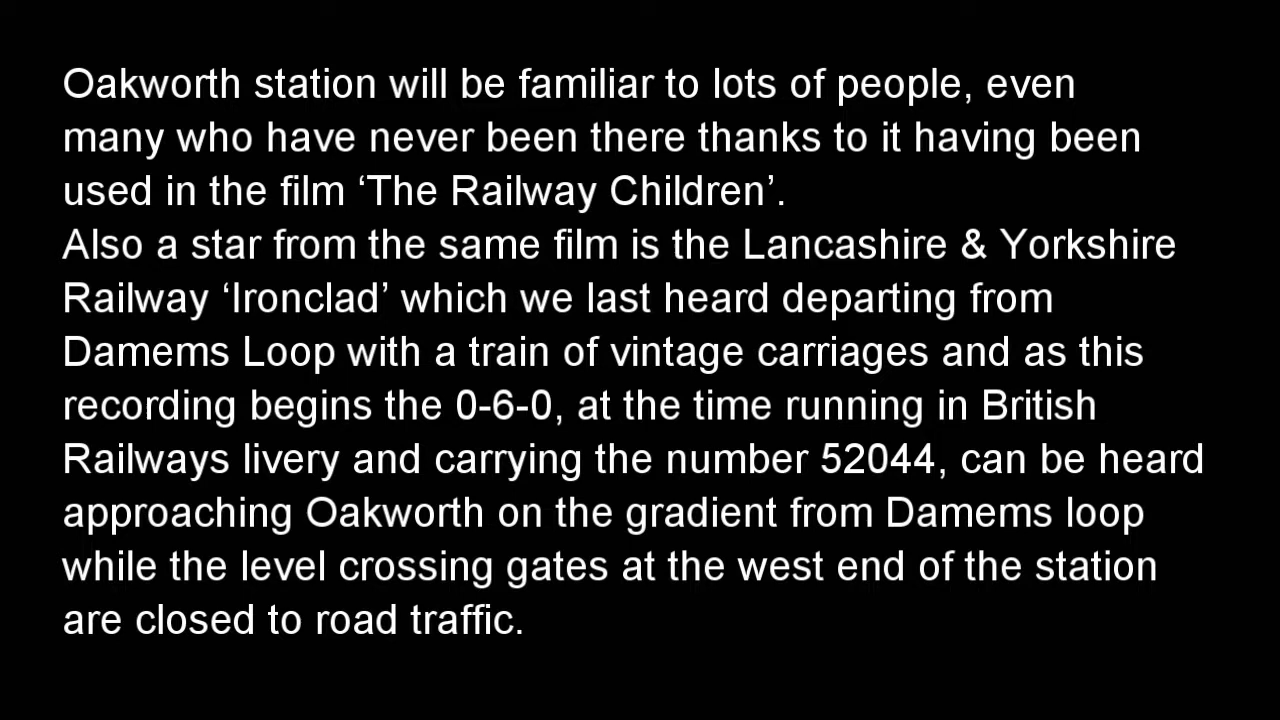 Oakworth station will be familiar to lots of people, even
many who have never been there thanks to it having been
used in the film ‘The Railway Children’.
Also a star from the same film is the Lancashire & Yorkshire
Railway ‘Ironclad’ which we last heard departing from
Damems Loop with a train of vintage carriages and as this
recording begins the 0-6-0, at the time running in British
Railways livery and carrying the number 52044, can be heard
approaching Oakworth on the gradient from Damems loop
while the level crossing gates at the west end of the station
are closed to road traffic.